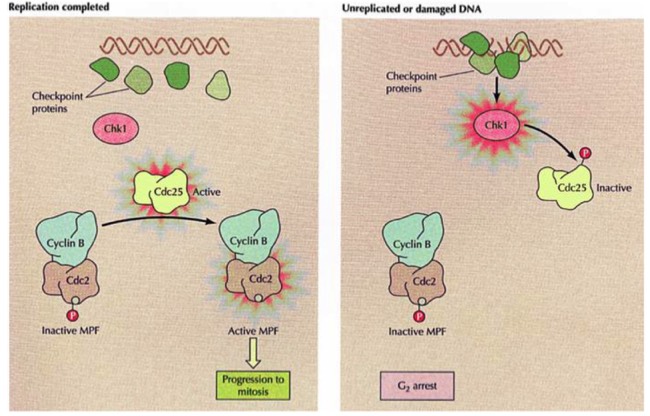 Replication completed
Checkpoint
proteins
Chk1
Cdc25 Active
Cyclin B
Cdc2
P
Inactive MPF
Cyclin B
Cdc2
Active MPF
Progression to
mitosis
Unreplicated or damaged DNA
Checkpoint
proteins
Chk1
P
Cdc25 Inactive
Cyclin B
Cdc2
P
Inactive MPF
G₂ arrest